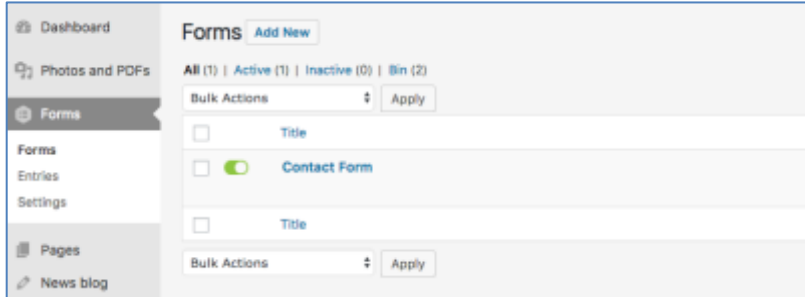 Dashboard
Photos and PDFs
Forms
Forms
Entries
Settings
Pages
News blog
Forms Add New
All (1) | Active (1) | Inactive (0) | Bin (2)
Bulk Actions Apply
Title
Contact Form
Title
Bulk Actions Apply